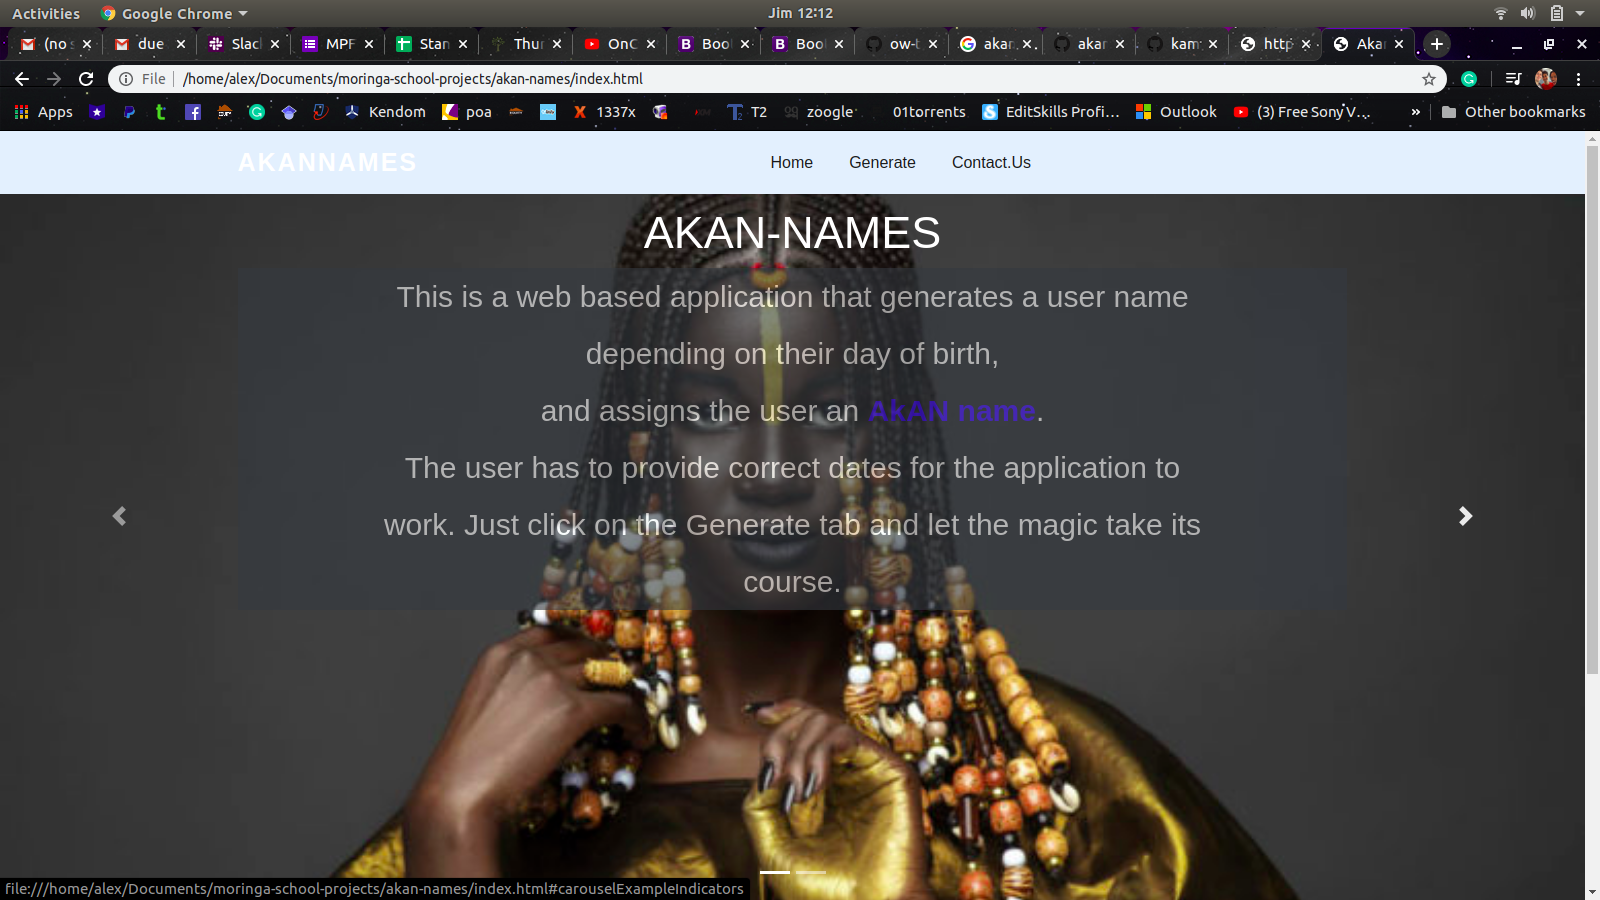 Activities
Google Chrome
Jim 12:12
(no
due
Slac
MPF
Stan
Thu
OnC
Boo
Boo
ow-t
akan
akar
kam
http
Akan
File
/home/alex/Documents/moringa-school-projects/akan-names/index.html
Apps
Kendom
poa
1337x
T2
zoogle
01torrents
EditSkills Profi...
Outlook
(3) Free Sony V...
»
Other bookmarks
AKANNAMES
Home
Generate
Contact.Us
AKAN-NAMES
This is a web based application that generates a user name
depending on their day of birth,
and assigns the user an AkAN name.
The user has to provide correct dates for the application to
work. Just click on the Generate tab and let the magic take its
course.
file:///home/alex/Documents/moringa-school-projects/akan-names/index.html#carouselExampleIndicators